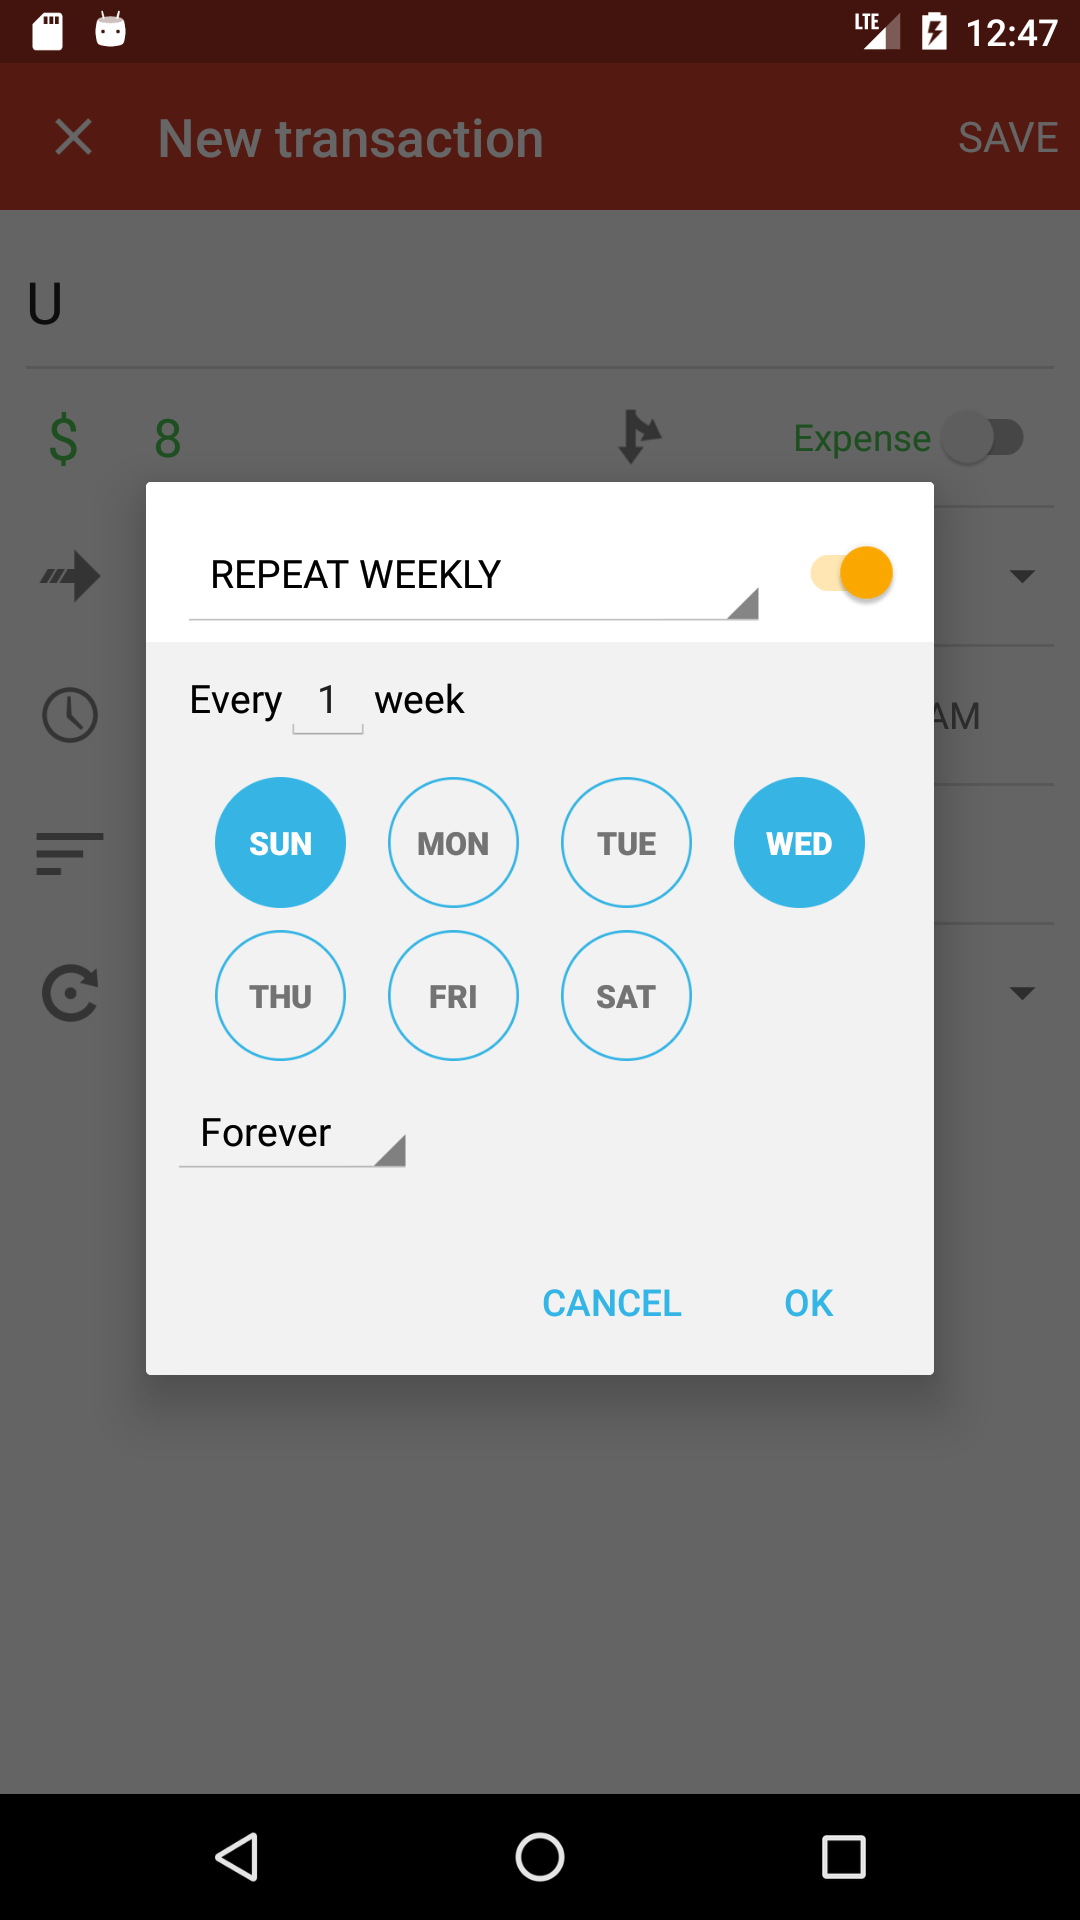 LTE 12:47
New transaction SAVE
U
$ 8 Expense
REPEAT WEEKLY
Every 1 week
AM
SUN MON TUE WED
THU FRI SAT
Forever
CANCEL OK